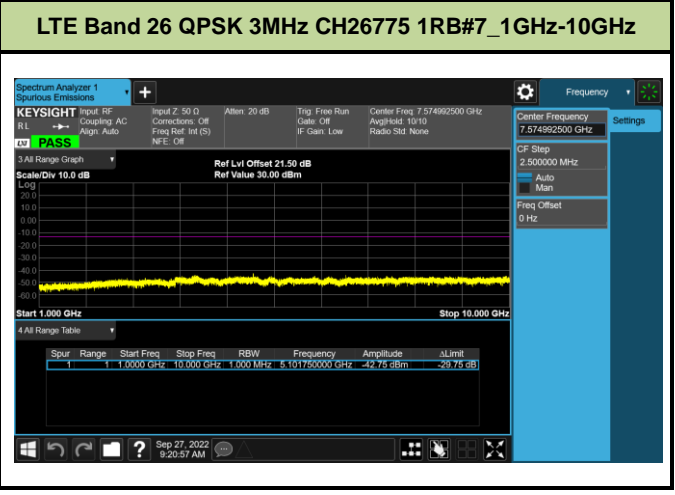 LTE Band 26 QPSK 3MHz CH26775 1RB#7_1GHz-10GHz
Spectrum Analyzer 1
Spurious Emissions
Frequency
KEYSIGHT
RL
PASS
Input: RF
Coupling: AC
Align: Auto
Input Z: 50 Ω
Corrections: Off
Freq Ref: Int (S)
NFE: Off
Atten: 20 dB
Trig: Free Run
Gate: Off
IF Gain: Low
Center Freq: 7.574992500 GHz
Avg|Hold: 10/10
Radio Std: None
Center Frequency
7.574992500 GHz
Settings
CF Step
2.500000 MHz
Auto
Man
Freq Offset
0 Hz
3 All Range Graph
Scale/Div 10.0 dB
Ref Lvl Offset 21.50 dB
Ref Value 30.00 dBm
Log
20.0
10.0
0.00
-10.0
-20.0
-30.0
-40.0
-50.0
-60.0
Start 1.000 GHz
Stop 10.000 GHz
4 All Range Table
Spur Range Start Freq Stop Freq RBW Frequency Amplitude ΔLimit
1 1 1.0000 GHz 10.000 GHz 1.000 MHz 5.101750000 GHz -42.75 dBm -29.75 dB
Sep 27, 2022
9:20:57 AM